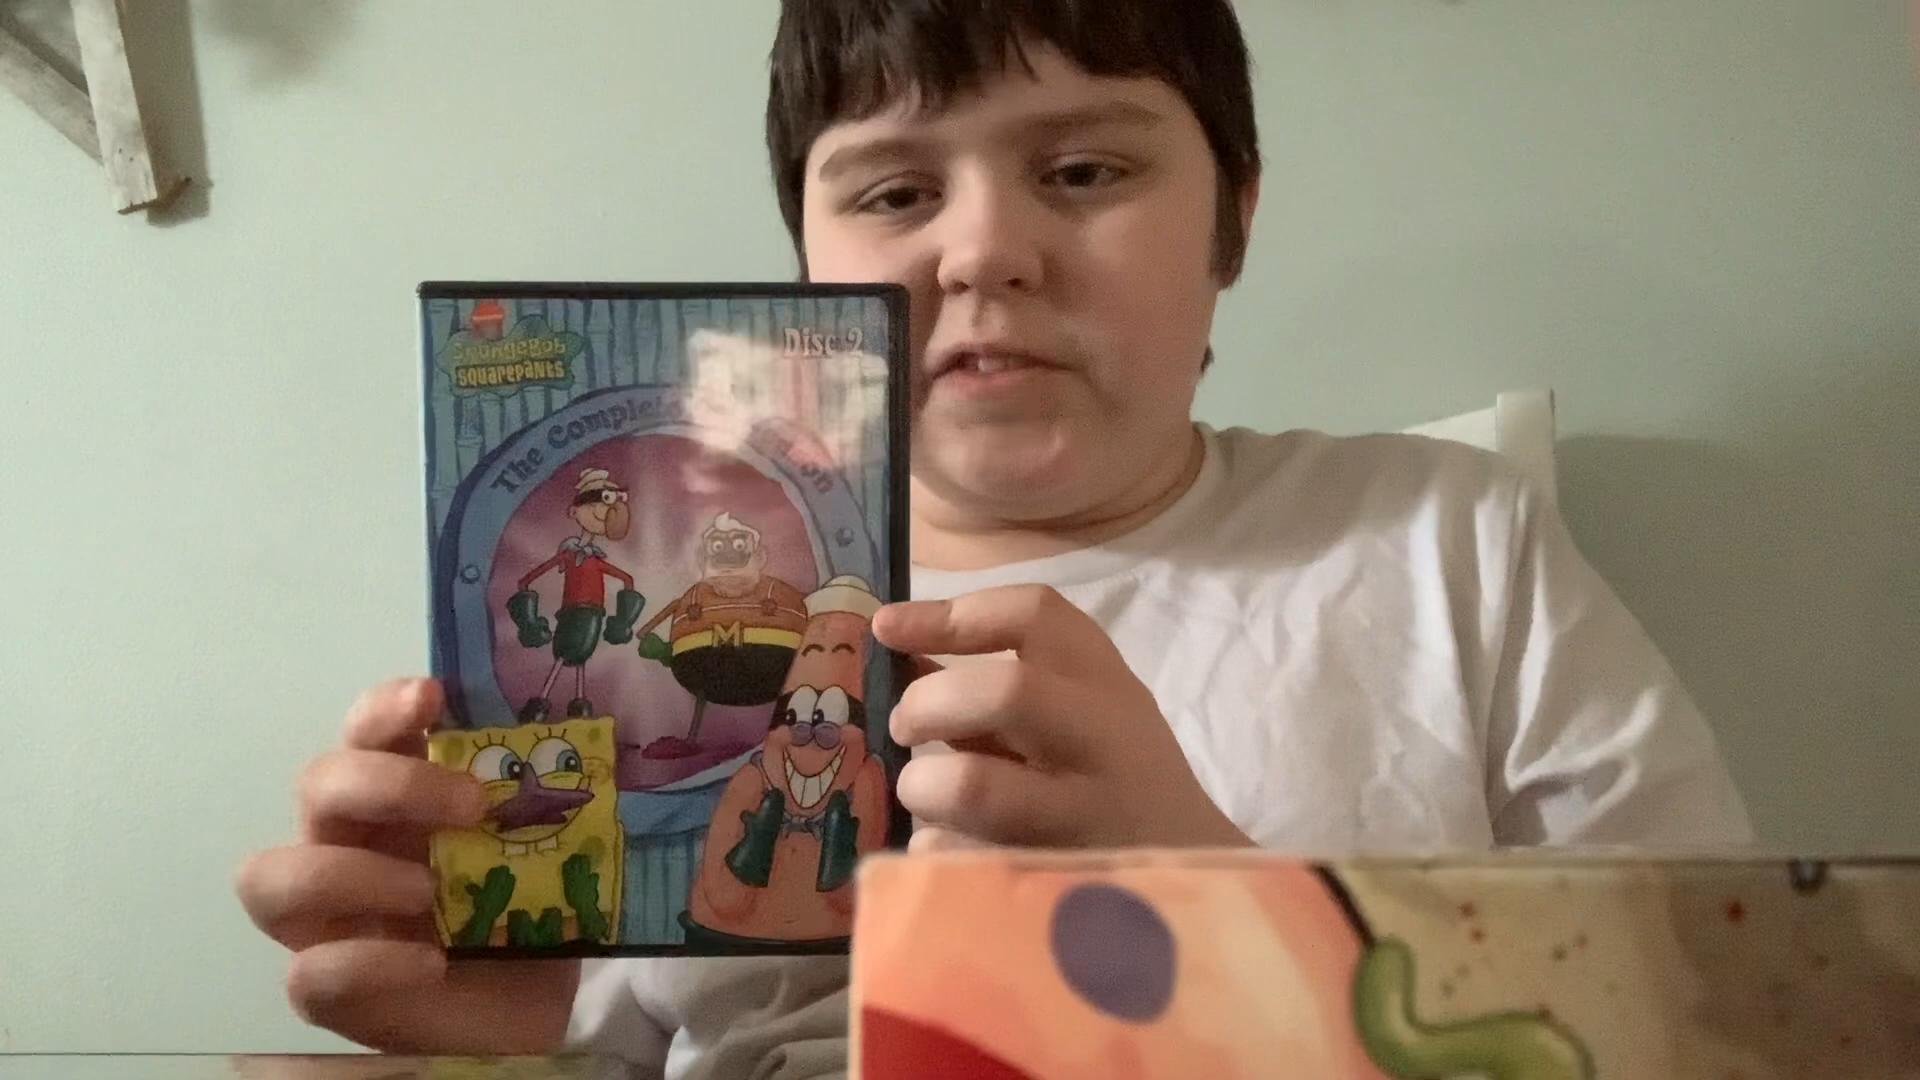 SpongeBob
SQUAREPANTS
Disc 2
The Complete
M
M